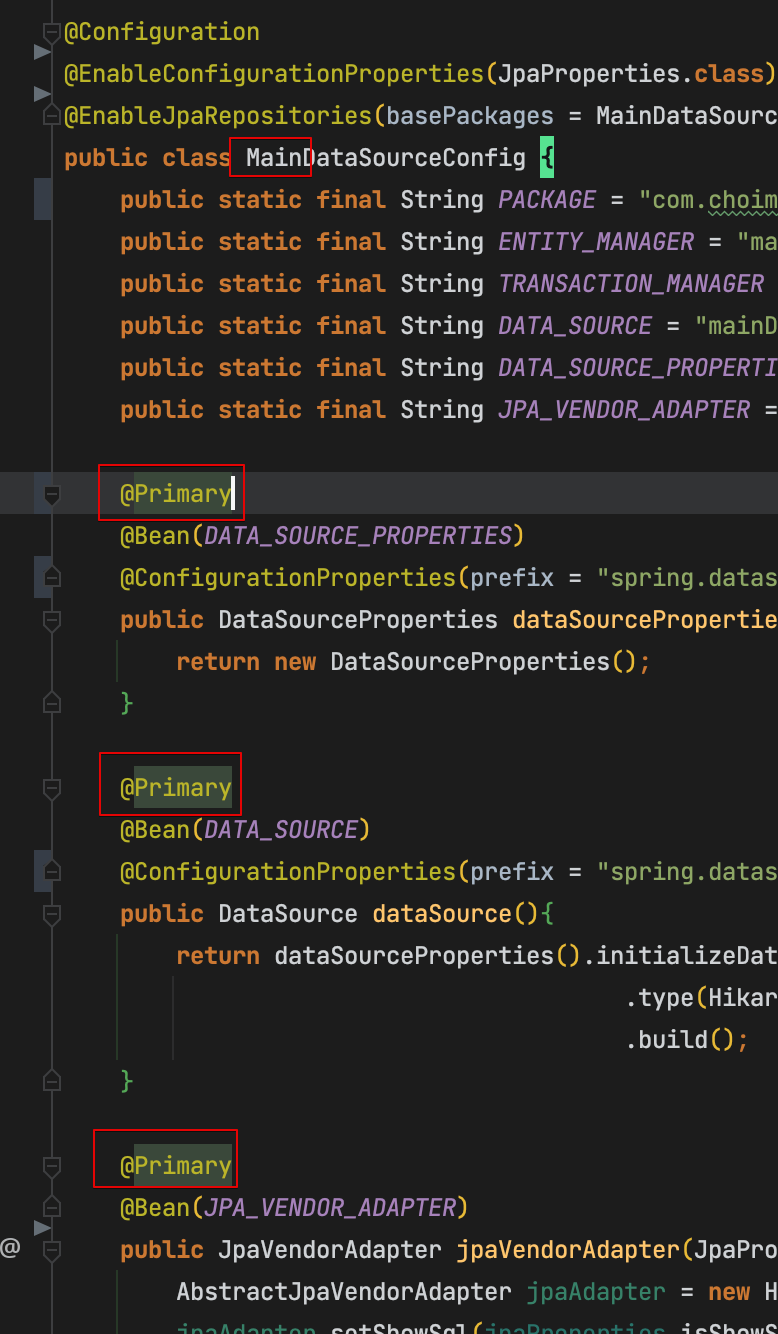 @Configuration
@EnableConfigurationProperties(JpaProperties.class)
@EnableJpaRepositories(basePackages = MainDataSourc
public class MainDataSourceConfig {
public static final String PACKAGE = "com.choim
public static final String ENTITY_MANAGER = "ma
public static final String TRANSACTION_MANAGER
public static final String DATA_SOURCE = "mainD
public static final String DATA_SOURCE_PROPERTI
public static final String JPA_VENDOR_ADAPTER =
@Primary
@Bean(DATA_SOURCE_PROPERTIES)
@ConfigurationProperties(prefix = "spring.datas
public DataSourceProperties dataSourcePropertie
return new DataSourceProperties();
}
@Primary
@Bean(DATA_SOURCE)
@ConfigurationProperties(prefix = "spring.datas
public DataSource dataSource(){
return dataSourceProperties().initializeDat
.type(Hikar
.build();
}
@Primary
@Bean(JPA_VENDOR_ADAPTER)
@ public JpaVendorAdapter jpaVendorAdapter(JpaPro
AbstractJpaVendorAdapter jpaAdapter = new H
jpaAdapter.setShowSql(jpaProperties.isShowS